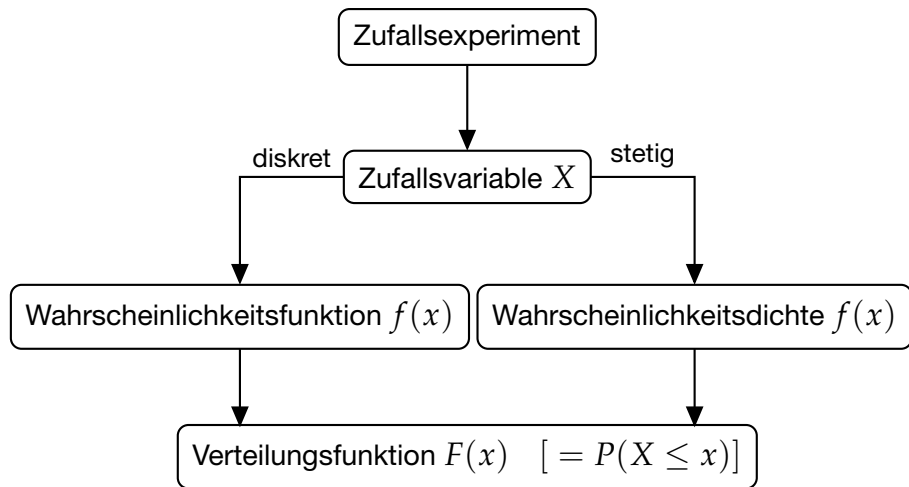 Zufallsexperiment
diskret
stetig
Zufallsvariable X
Wahrscheinlichkeitsfunktion f(x)
Wahrscheinlichkeitsdichte f(x)
Verteilungsfunktion F(x) [ = P(X ≤ x)]